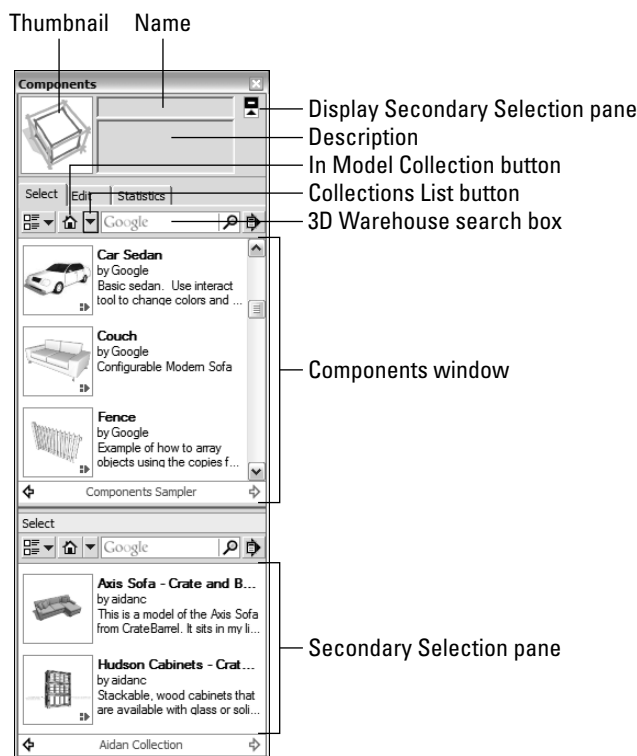 Thumbnail Name
Components
Display Secondary Selection pane
Description
In Model Collection button
Select Edit Statistics
Collections List button
Google
3D Warehouse search box
Car Sedan
by Google
Basic sedan. Use interact
tool to change colors and ...
Couch
by Google
Configurable Modern Sofa
Components window
Fence
by Google
Example of how to array
objects using the copies f...
Components Sampler
Select
Google
Axis Sofa - Crate and B...
by aidanc
This is a model of the Axis Sofa
from CrateBarrel. It sits in my li...
Secondary Selection pane
Hudson Cabinets - Crat...
by aidanc
Stackable, wood cabinets that
are available with glass or soli...
Aidan Collection